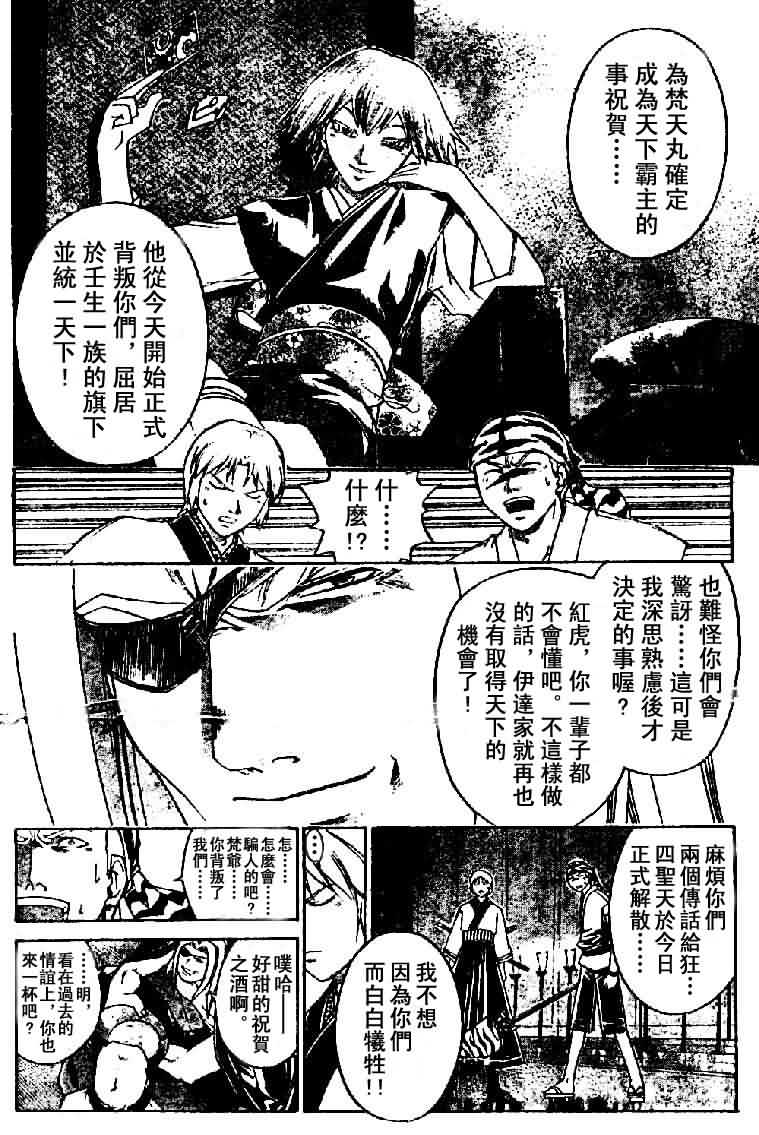 為梵天丸確定
成為天下霸主的
事祝賀……
他從今天開始正式
背叛你們，屈居
於壬生一族的旗下
並統一天下！
什……
什麼！？
也難怪你們會
驚訝……這可是
我深思熟慮後才
決定的事喔？
紅虎，你一輩子都
不會懂吧。不這樣做
的話，伊達家就再也
沒有取得天下的
機會了！
麻煩你們
兩個傳話給狂…
四聖天於今日
正式解散……
我不想
因為你們
而白白犧牲！！
…
怎……
怎麼會……
騙人的吧？
梵爺……
你背叛了
我們……
噗哈——
好甜的祝賀
之酒啊。
……明，
看在過去的
情誼上，你也
來一杯吧？